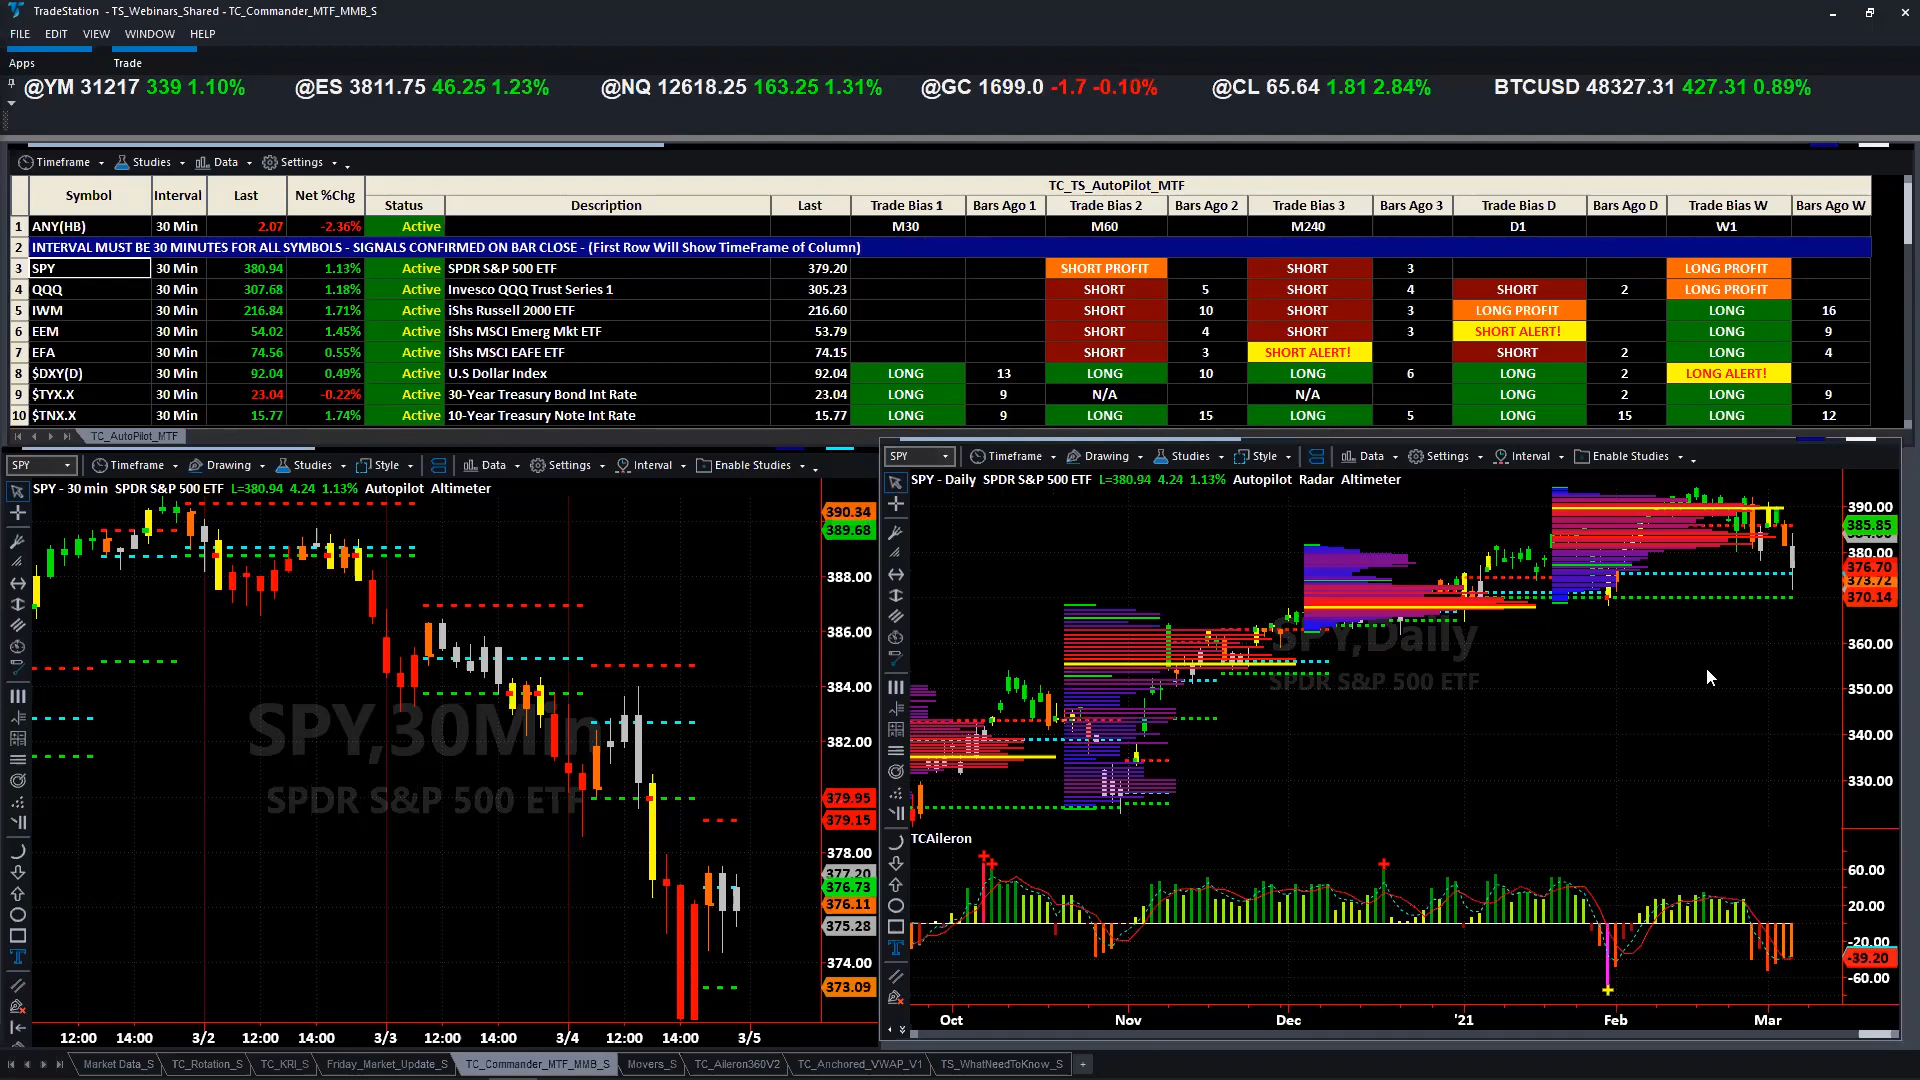 TradeStation - TS_Webinars_Shared - TC_Commander_MTF_MMB_S
FILE EDIT VIEW WINDOW HELP
Apps Trade
@YM 31217 339 1.10% @ES 3811.75 46.25 1.23% @NQ 12618.25 163.25 1.31% @GC 1699.0 -1.7 -0.10% @CL 65.64 1.81 2.84% BTCUSD 48327.31 427.31 0.89%
Timeframe Studies Data Settings
TC_TS_AutoPilot_MTF
Symbol Interval Last Net %Chg Status Description Last Trade Bias 1 Bars Ago 1 Trade Bias 2 Bars Ago 2 Trade Bias 3 Bars Ago 3 Trade Bias D Bars Ago D Trade Bias W Bars Ago W
1 ANY(HB) 30 Min 2.07 -2.36% Active M30 M60 M240 D1 W1
2 INTERVAL MUST BE 30 MINUTES FOR ALL SYMBOLS - SIGNALS CONFIRMED ON BAR CLOSE - (First Row Will Show TimeFrame of Column)
3 SPY 30 Min 380.94 1.13% Active SPDR S&P 500 ETF 379.20 SHORT PROFIT SHORT 3 LONG PROFIT
4 QQQ 30 Min 307.68 1.18% Active Invesco QQQ Trust Series 1 305.23 SHORT 5 SHORT 4 SHORT 2 LONG PROFIT
5 IWM 30 Min 216.84 1.71% Active iShs Russell 2000 ETF 216.60 SHORT 10 SHORT 3 LONG PROFIT LONG 16
6 EEM 30 Min 54.02 1.45% Active iShs MSCI Emerg Mkt ETF 53.79 SHORT 4 SHORT 3 SHORT ALERT! LONG 9
7 EFA 30 Min 74.56 0.55% Active iShs MSCI EAFE ETF 74.15 SHORT 3 SHORT ALERT! SHORT 2 LONG 4
8 $DXY(D) 30 Min 92.04 0.49% Active U.S Dollar Index 92.04 LONG 13 LONG 10 LONG 6 LONG 2 LONG ALERT!
9 $TYX.X 30 Min 23.04 -0.22% Active 30-Year Treasury Bond Int Rate 23.04 LONG 9 N/A N/A LONG 2 LONG 9
10 $TNX.X 30 Min 15.77 1.74% Active 10-Year Treasury Note Int Rate 15.77 LONG 9 LONG 15 LONG 5 LONG 15 LONG 12
TC_AutoPilot_MTF
SPY Timeframe Drawing Studies Style Data Settings Interval Enable Studies
SPY - 30 min SPDR S&P 500 ETF L=380.94 4.24 1.13% Autopilot Altimeter
SPY,30Min
SPDR S&P 500 ETF
390.34
389.68
388.00
386.00
384.00
382.00
379.95
379.15
378.00
377.20
376.73
376.11
375.28
374.00
373.09
12:00 14:00 3/2 12:00 14:00 3/3 12:00 14:00 3/4 12:00 14:00 3/5
SPY Timeframe Drawing Studies Style Data Settings Interval Enable Studies
SPY - Daily SPDR S&P 500 ETF L=380.94 4.24 1.13% Autopilot Radar Altimeter
SPY,Daily
SPDR S&P 500 ETF
390.00
385.85
380.00
376.70
373.72
370.14
360.00
350.00
340.00
330.00
TCAileron
60.00
20.00
-20.00
-39.20
-60.00
Oct Nov Dec '21 Feb Mar
Market Data_S TC_Rotation_S TC_KRI_S Friday_Market_Update_S TC_Commander_MTF_MMB_S Movers_S TC_Aileron360V2 TC_Anchored_VWAP_V1 TS_WhatNeedToKnow_S +